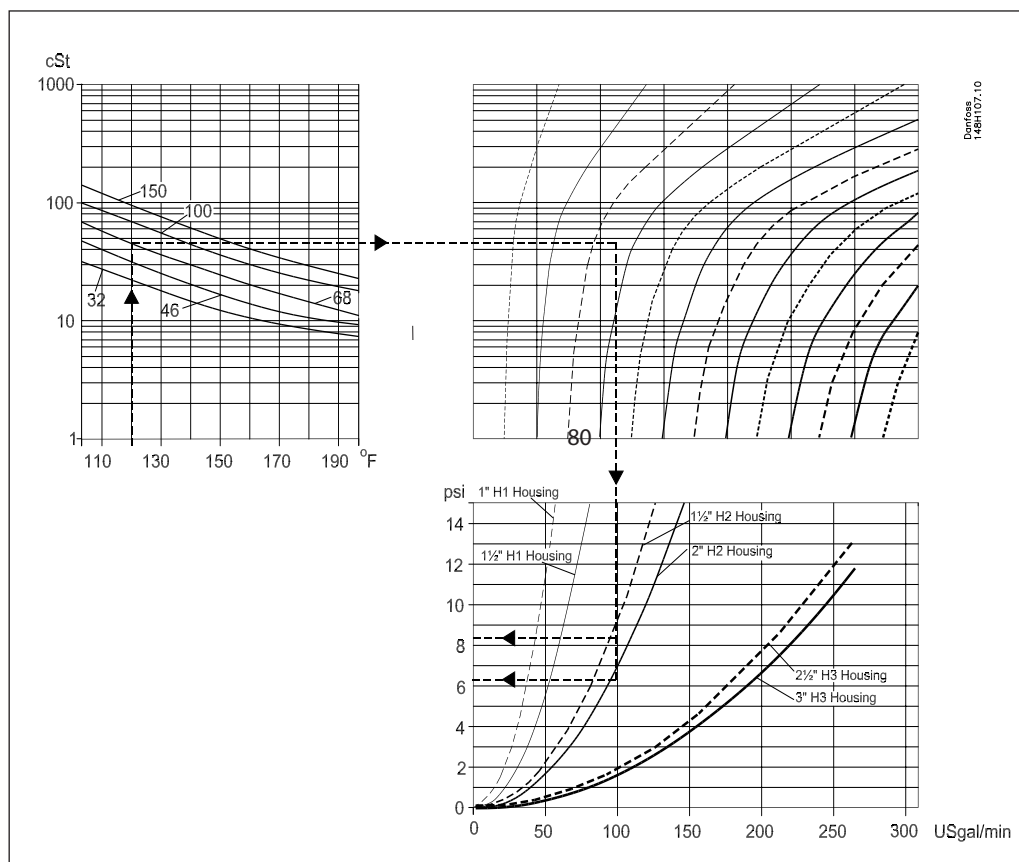 cSt
1000
100
10
1
150
100
32
46
68
110 130 150 170 190 °F
Danfoss
148H107.10
80
psi
14
12
10
8
6
4
2
0
1" H1 Housing
1½" H1 Housing
1½" H2 Housing
2" H2 Housing
2½" H3 Housing
3" H3 Housing
0 50 100 150 200 250 300 USgal/min